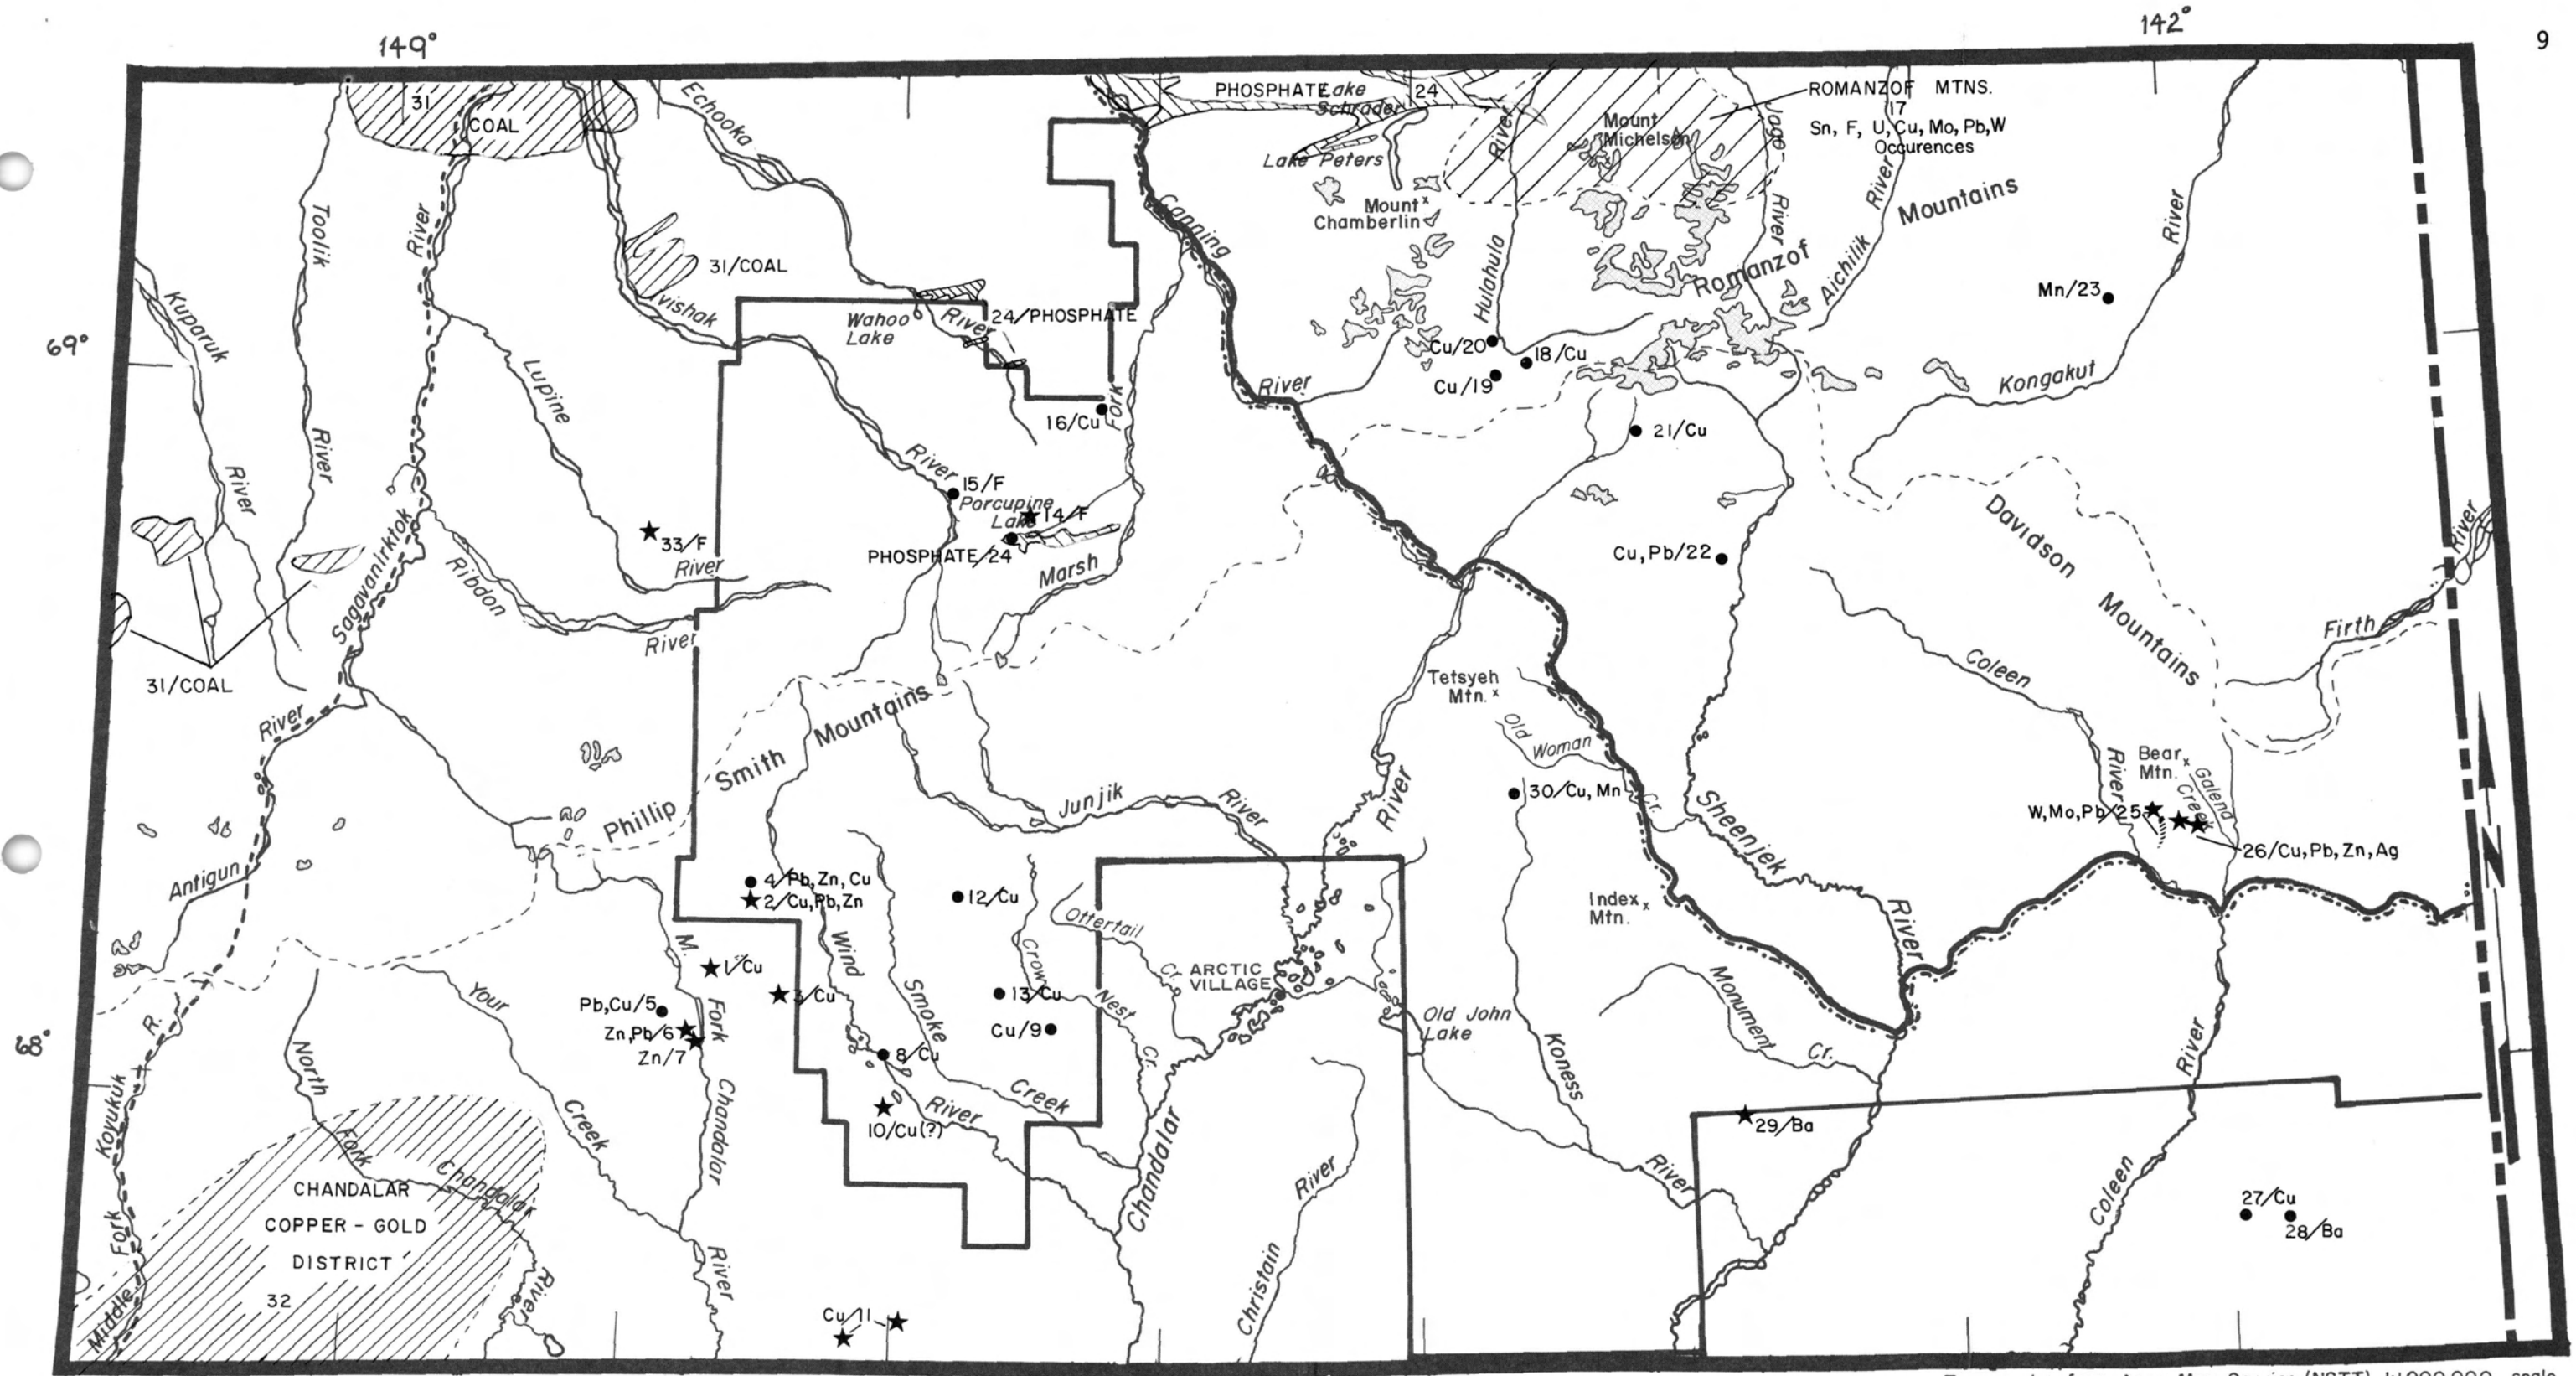 142°
149°
9
31
COAL
Echooka
PHOSPHATE
Lake
Schrader
24
ROMANZOF MTNS.
17
Sn, F, U, Cu, Mo, Pb, W
Occurences
Mount
Michelson
River
Jago
River
Lake Peters
Mount x
Chamberlin
River
Aichilik
Mountains
Romanzof
River
Toolik
River
River
Canning
31/COAL
Kuparuk
River
vishak
Wahoo
Lake
River
24/PHOSPHATE
Hulahula
Mn/23
69°
Cu/20
18/Cu
Cu/19
Kongakut
Lupine
River
Fork
16/Cu
21/Cu
River
15/F
Porcupine
Lake
14/F
PHOSPHATE/24
Marsh
33/F
River
Sagavanirktok
Ribdon
River
Cu, Pb/22
Davidson
Mountains
River
Firth
31/COAL
River
Coleen
River
Tetsyeh
Mtn. x
Old
Woman
Cr.
Smith
Mountains
Phillip
Junjik
River
River
30/Cu, Mn
Sheenjek
River
Bear x
Mtn.
Galena
Creek
W, Mo, Pb/25
26/Cu, Pb, Zn, Ag
N
Antigun
4/Pb, Zn, Cu
2/Cu, Pb, Zn
12/Cu
Ottertail
Cr.
Index x
Mtn.
M.
Fork
Chandalar
River
1/Cu
3/Cu
Wind
River
Smoke
Creek
Crow
Nest
Cr.
13/Cu
Cu/9
ARCTIC
VILLAGE
Old John
Lake
Monument
Cr.
Your
Creek
Pb, Cu/5
Zn, Pb/6
Zn/7
8/Cu
10/Cu(?)
68°
R.
Koyukuk
Fork
Middle
North
Fork
Chandalar
River
Koness
River
29/Ba
Chandalar
River
Christain
Coleen
River
27/Cu
28/Ba
CHANDALAR
COPPER - GOLD
DISTRICT
32
Cu/11